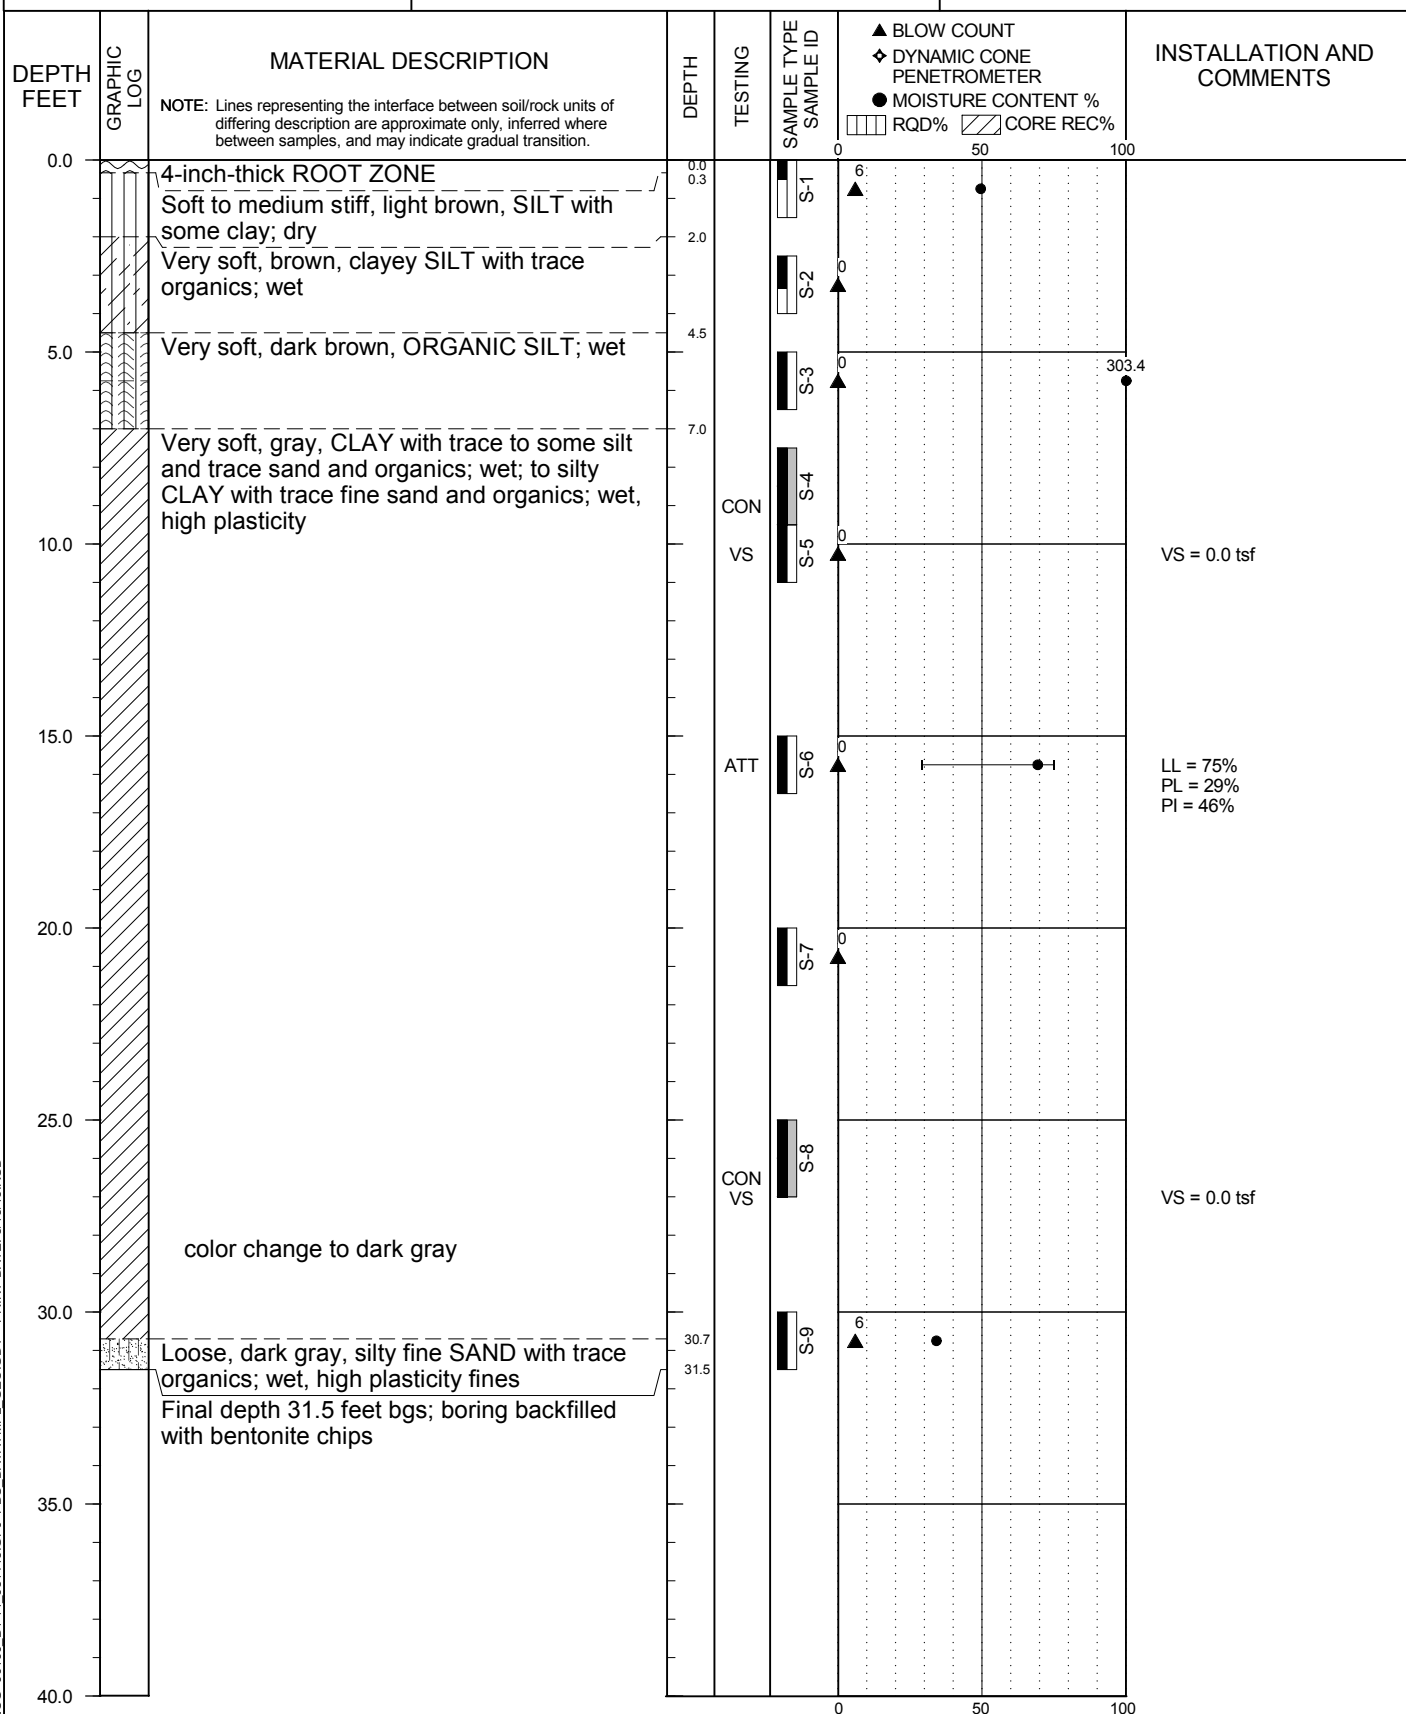 DEPTH
FEET
GRAPHIC
LOG
MATERIAL DESCRIPTION
NOTE: Lines representing the interface between soil/rock units of
differing description are approximate only, inferred where
between samples, and may indicate gradual transition.
DEPTH
TESTING
SAMPLE TYPE
SAMPLE ID
▲ BLOW COUNT
DYNAMIC CONE
PENETROMETER
● MOISTURE CONTENT %
RQD% CORE REC%
0 50 100
INSTALLATION AND
COMMENTS
0.0
4-inch-thick ROOT ZONE
0.0
0.3
S-1
6
Soft to medium stiff, light brown, SILT with
some clay; dry
2.0
Very soft, brown, clayey SILT with trace
organics; wet
S-2
0
4.5
5.0
Very soft, dark brown, ORGANIC SILT; wet
S-3
0
303.4
7.0
Very soft, gray, CLAY with trace to some silt
and trace sand and organics; wet; to silty
CLAY with trace fine sand and organics; wet,
high plasticity
CON
S-4
10.0
VS
S-5
0
VS = 0.0 tsf
15.0
ATT
S-6
0
LL = 75%
PL = 29%
PI = 46%
20.0
S-7
0
25.0
CON
VS
S-8
VS = 0.0 tsf
color change to dark gray
30.0
30.7
S-9
6
Loose, dark gray, silty fine SAND with trace
organics; wet, high plasticity fines
31.5
Final depth 31.5 feet bgs; boring backfilled
with bentonite chips
35.0
40.0
0 50 100